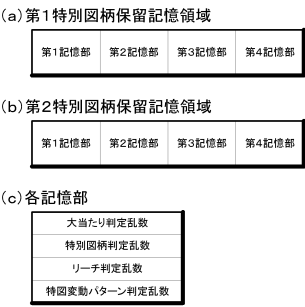 (a)第1特別図柄保留記憶領域
第1記憶部 第2記憶部 第3記憶部 第4記憶部
(b)第2特別図柄保留記憶領域
第1記憶部 第2記憶部 第3記憶部 第4記憶部
(c)各記憶部
大当たり判定乱数
特別図柄判定乱数
リーチ判定乱数
特図変動パターン判定乱数